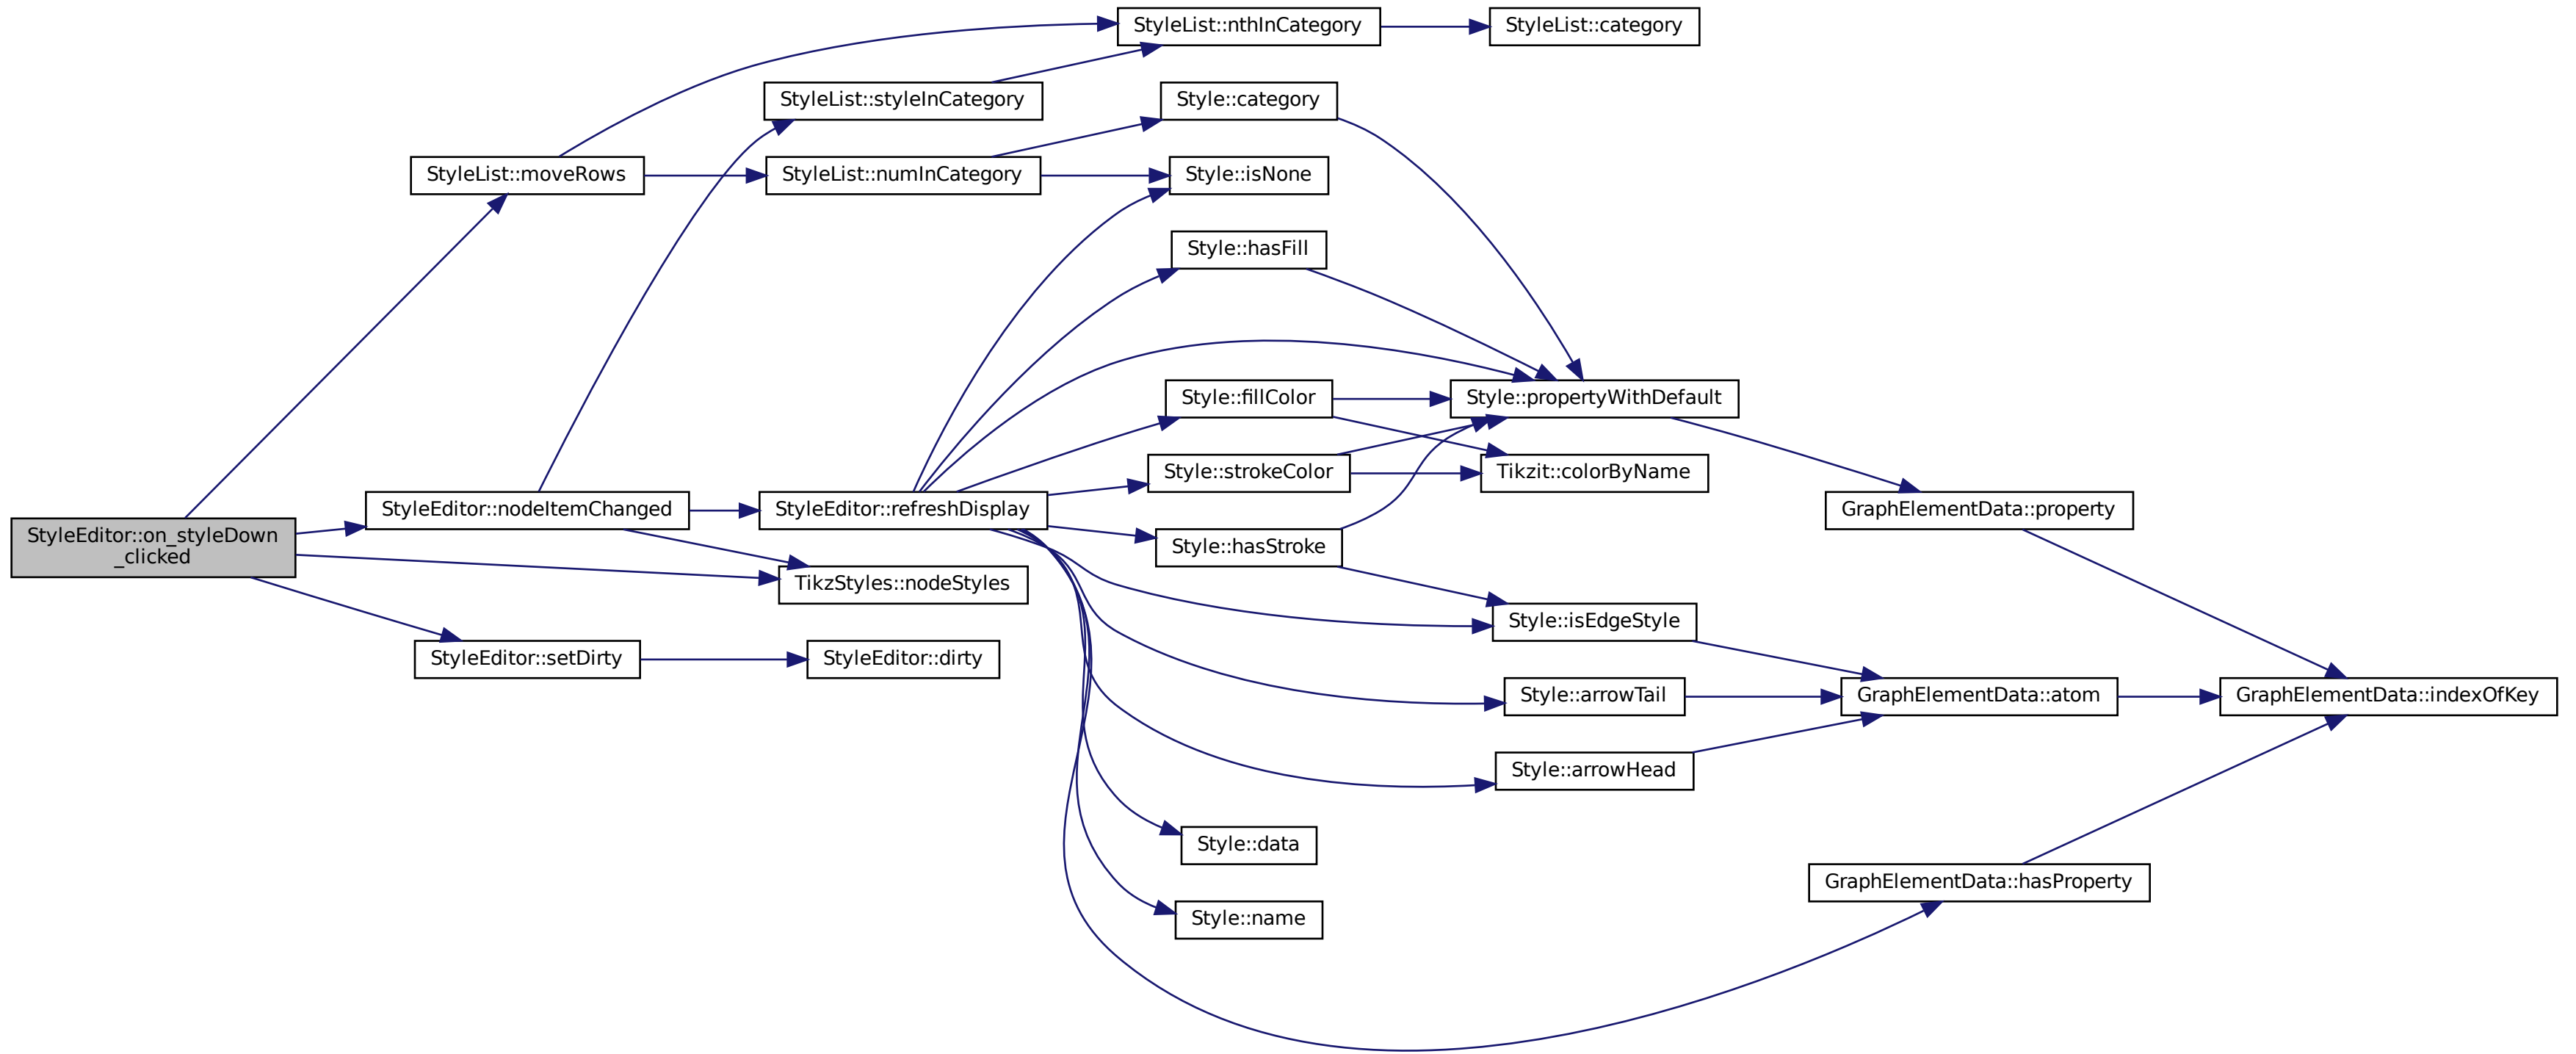 StyleList::nthInCategory
StyleList::category
StyleList::styleInCategory
Style::category
StyleList::moveRows
StyleList::numInCategory
Style::isNone
Style::hasFill
Style::fillColor
Style::propertyWithDefault
Style::strokeColor
Tikzit::colorByName
StyleEditor::on_styleDown
_clicked
StyleEditor::nodeItemChanged
StyleEditor::refreshDisplay
GraphElementData::property
Style::hasStroke
TikzStyles::nodeStyles
Style::isEdgeStyle
StyleEditor::setDirty
StyleEditor::dirty
Style::arrowTail
GraphElementData::atom
GraphElementData::indexOfKey
Style::arrowHead
Style::data
GraphElementData::hasProperty
Style::name